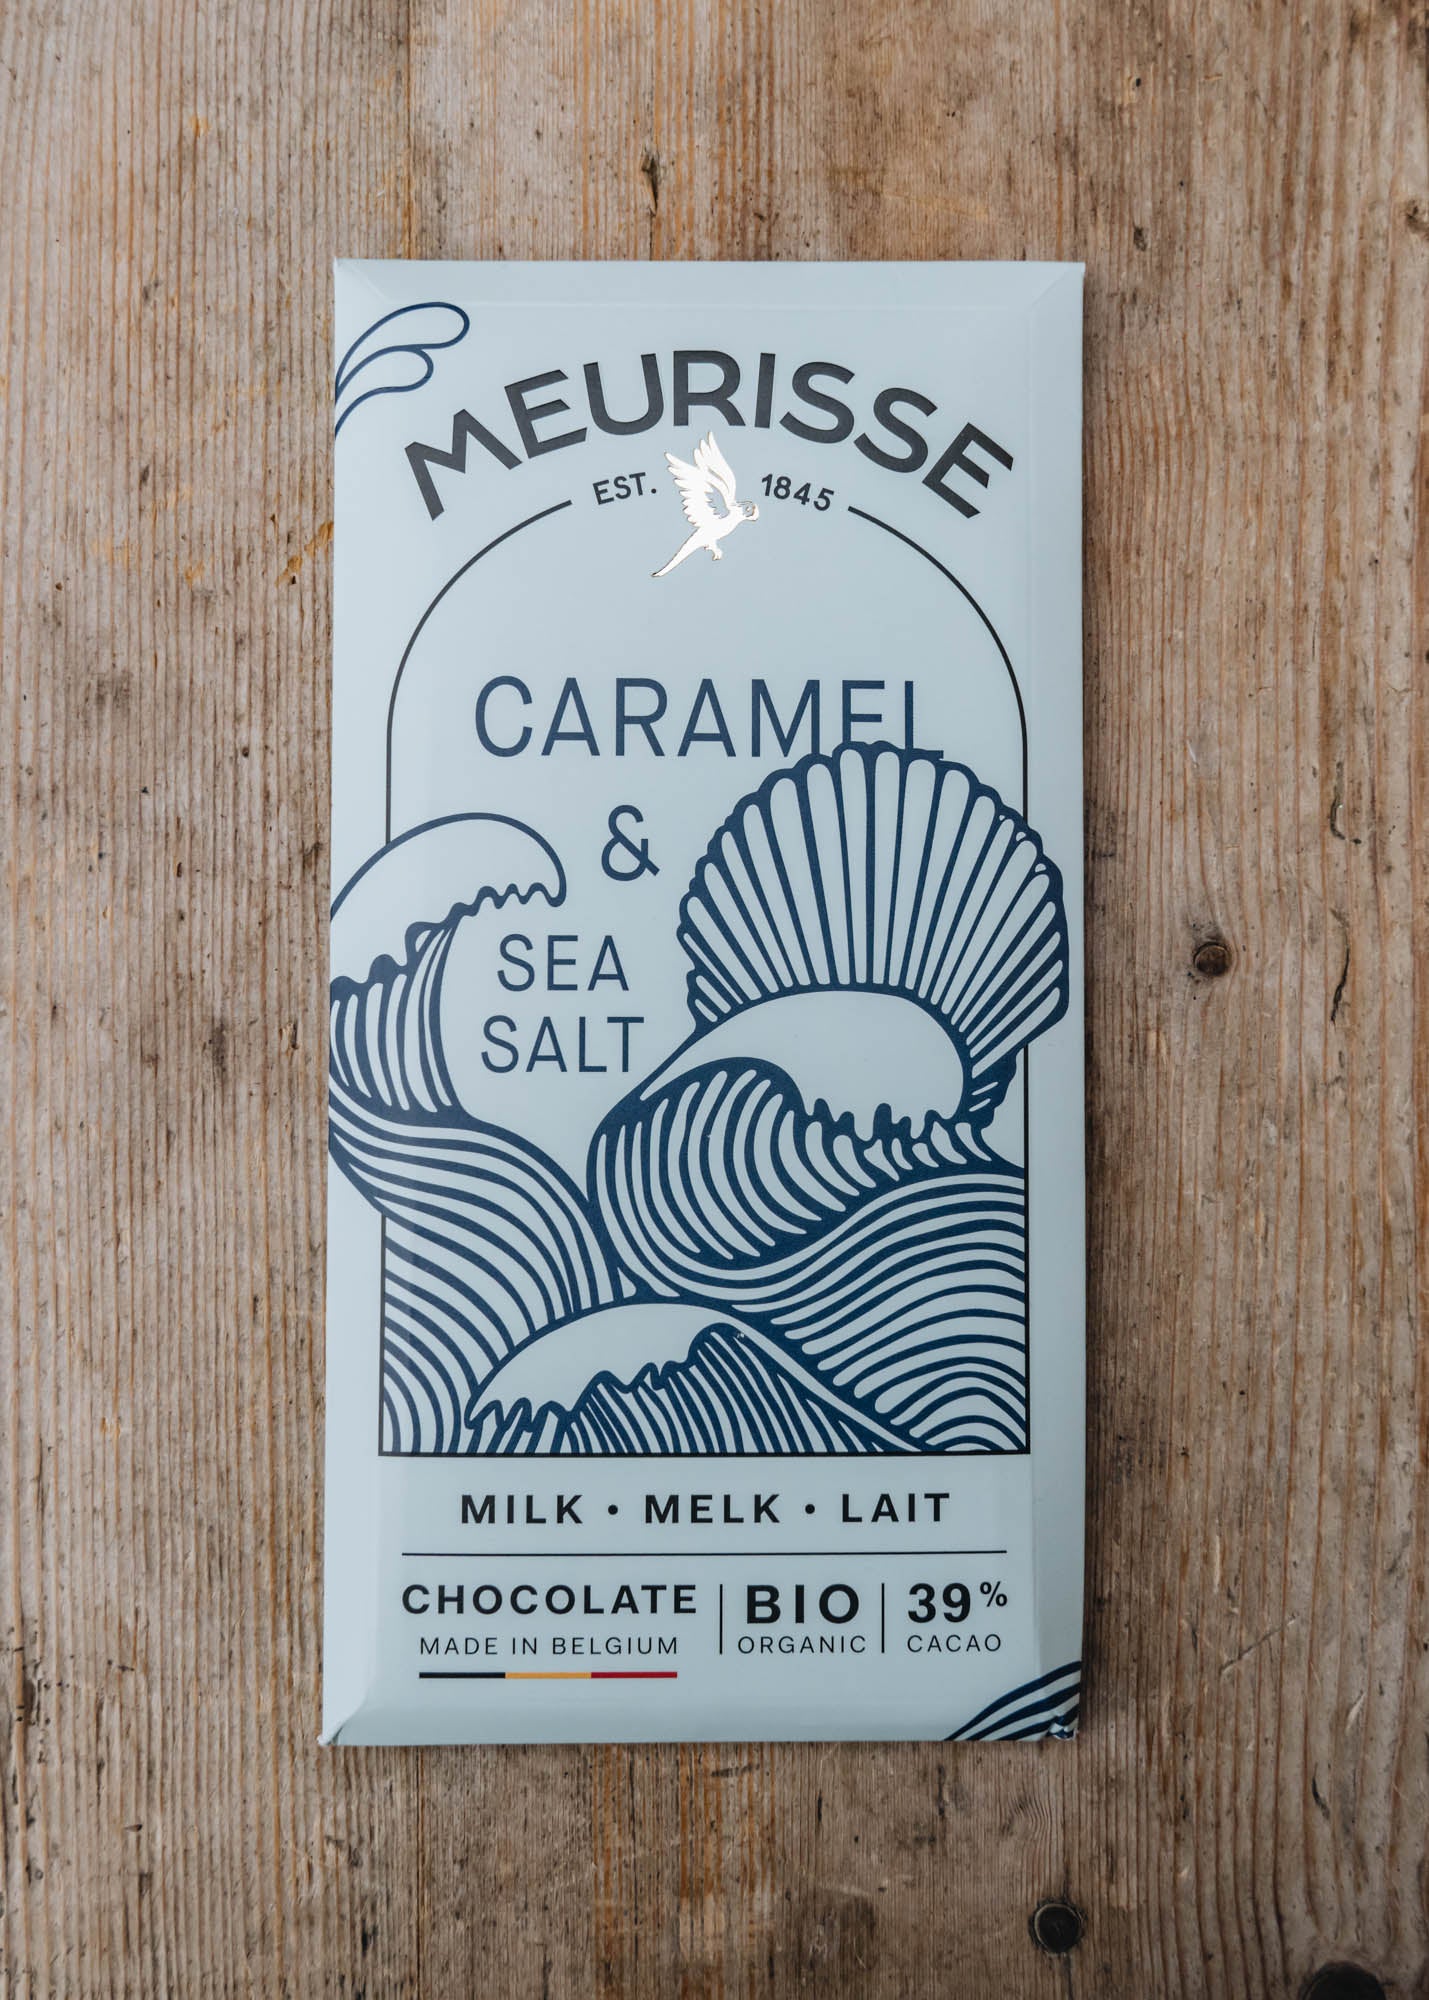 MEURISSE
EST. 1845
CARAMEL
&
SEA
SALT
MILK • MELK • LAIT
CHOCOLATE | BIO | 39%
MADE IN BELGIUM ORGANIC CACAO